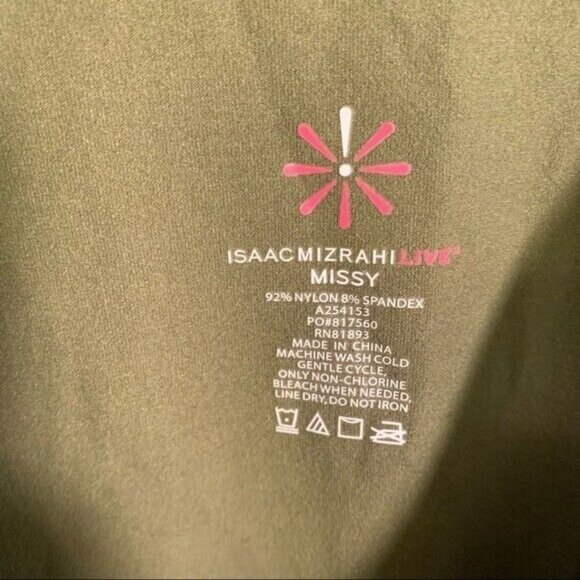 ISAACMIZRAHILIVE
MISSY
92% NYLON 8% SPANDEX
A254153
PO#817560
RN81893
MADE IN CHINA
MACHINE WASH COLD
GENTLE CYCLE,
ONLY NON-CHLORINE
BLEACH WHEN NEEDED,
LINE DRY, DO NOT IRON